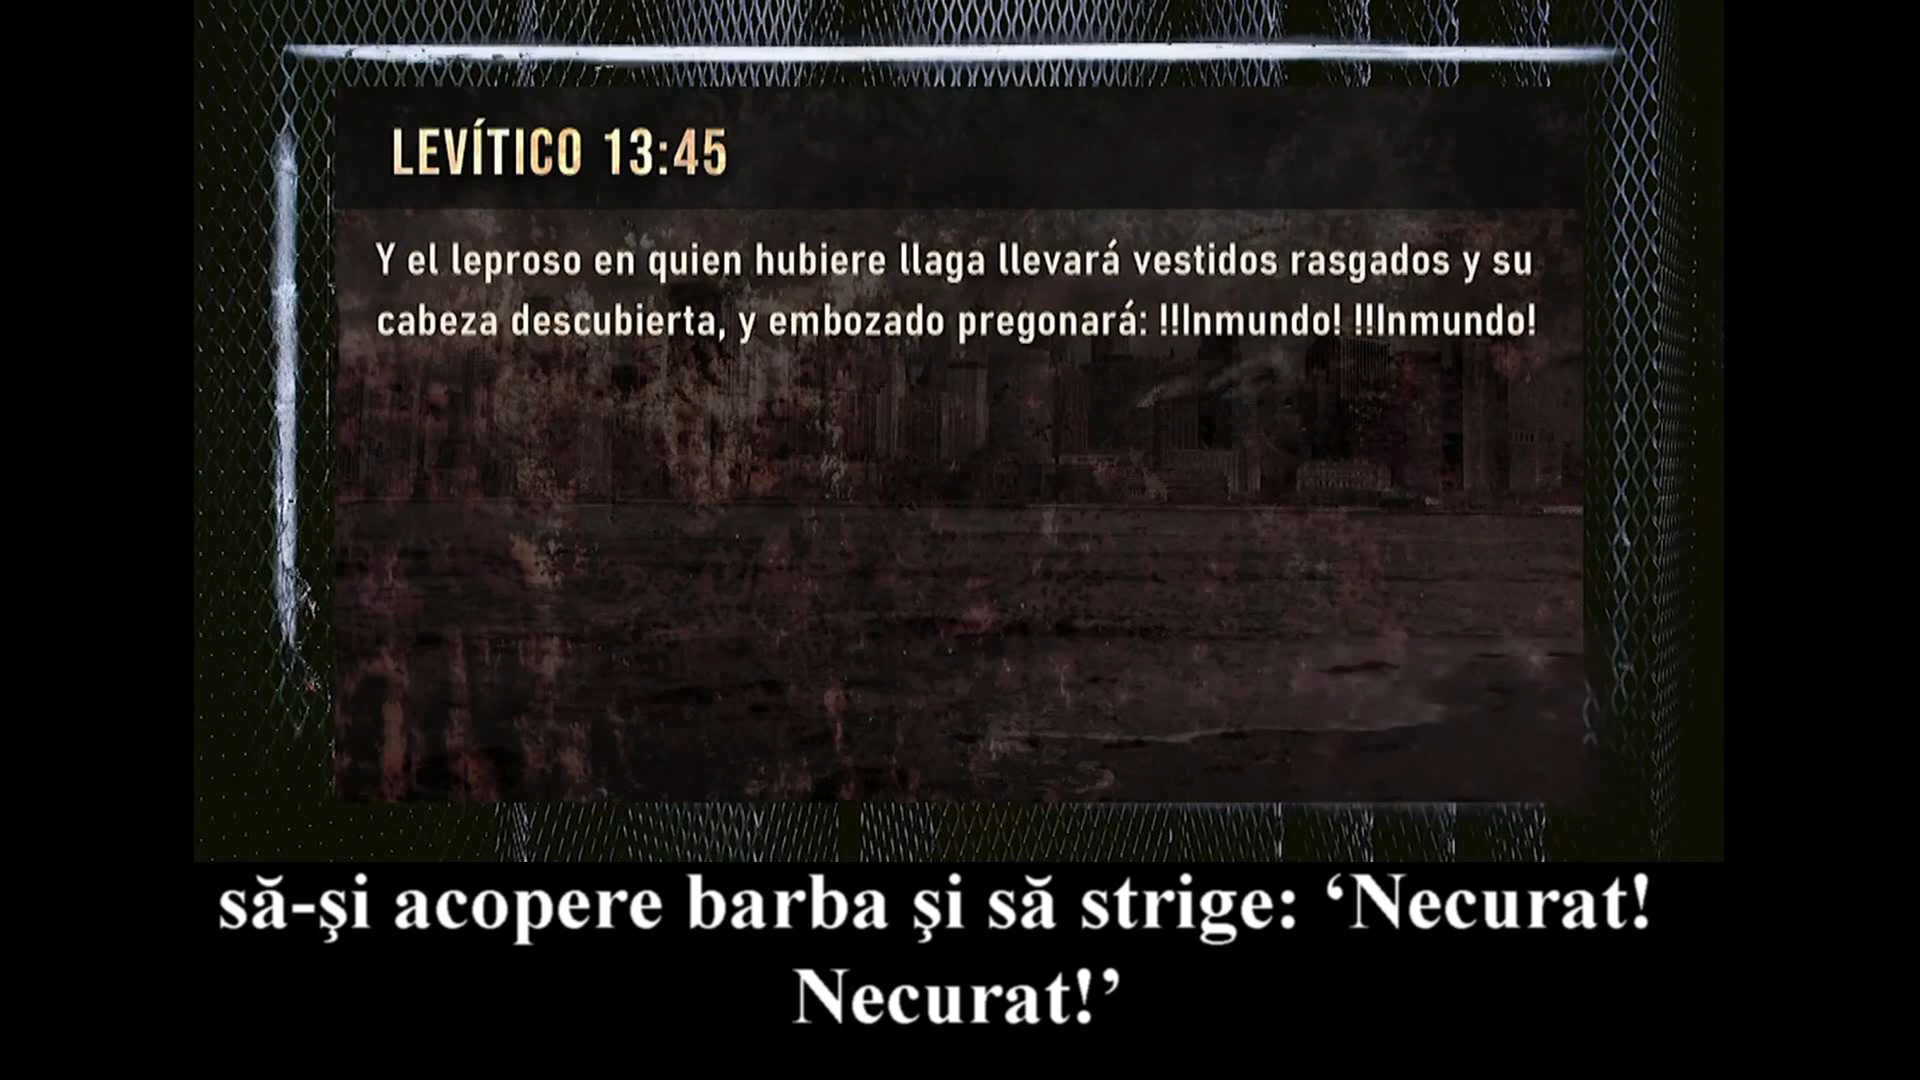 LEVÍTICO 13:45
Y el leproso en quien hubiere llaga llevará vestidos rasgados y su
cabeza descubierta, y embozado pregonará: !!Inmundo! !!Inmundo!
să-şi acopere barba şi să strige: ‘Necurat!
Necurat!’